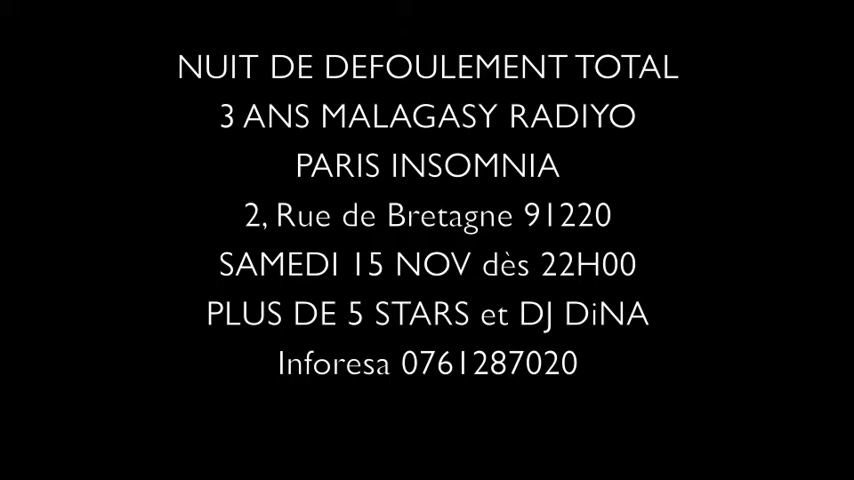 NUIT DE DEFOULEMENT TOTAL
3 ANS MALAGASY RADIYO
PARIS INSOMNIA
2, Rue de Bretagne 91220
SAMEDI 15 NOV dès 22H00
PLUS DE 5 STARS et DJ DiNA
Inforesa 0761287020